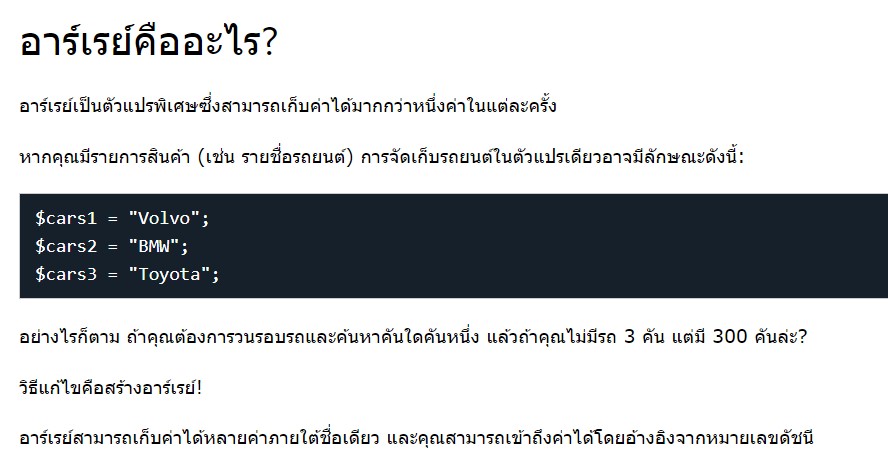 อาร์เรย์คืออะไร?
อาร์เรย์เป็นตัวแปรพิเศษซึ่งสามารถเก็บค่าได้มากกว่าหนึ่งค่าในแต่ละครั้ง
หากคุณมีรายการสินค้า (เช่น รายชื่อรถยนต์) การจัดเก็บรถยนต์ในตัวแปรเดียวอาจมีลักษณะดังนี้:
$cars1 = "Volvo";
$cars2 = "BMW";
$cars3 = "Toyota";
อย่างไรก็ตาม ถ้าคุณต้องการวนรอบรถและค้นหาคันใดคันหนึ่ง แล้วถ้าคุณไม่มีรถ 3 คัน แต่มี 300 คันล่ะ?
วิธีแก้ไขคือสร้างอาร์เรย์!
อาร์เรย์สามารถเก็บค่าได้หลายค่าภายใต้ชื่อเดียว และคุณสามารถเข้าถึงค่าได้โดยอ้างอิงจากหมายเลขดัชนี